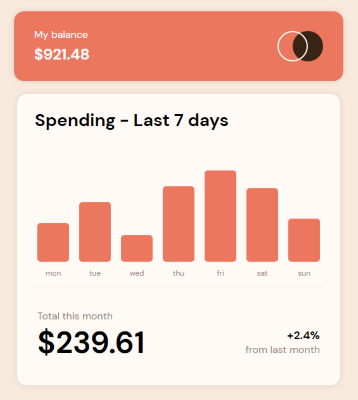 My balance
$921.48
Spending - Last 7 days
mon tue wed thu fri sat sun
Total this month
$239.61
+2.4%
from last month